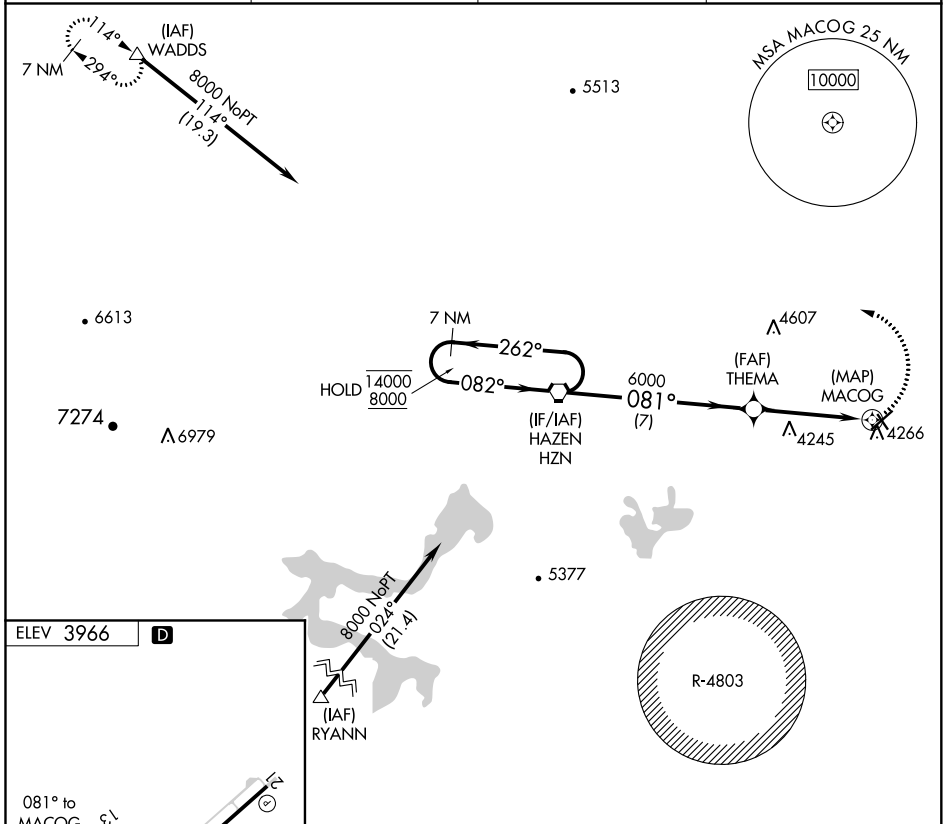 114°
(IAF)
WADDS
7 NM
294°
8000 NoPT
114°
(19.3)
5513
MSA MACOG 25 NM
10000
6613
7274
6979
7 NM
262°
HOLD 14000
8000
082°
(IF/IAF)
HAZEN
HZN
6000
081°
(7)
(FAF)
THEMA
4607
(MAP)
MACOG
4245
4266
5377
8000 NoPT
024°
(21.4)
(IAF)
RYANN
R-4803
ELEV 3966
D
21
P
081° to
MACOG
13